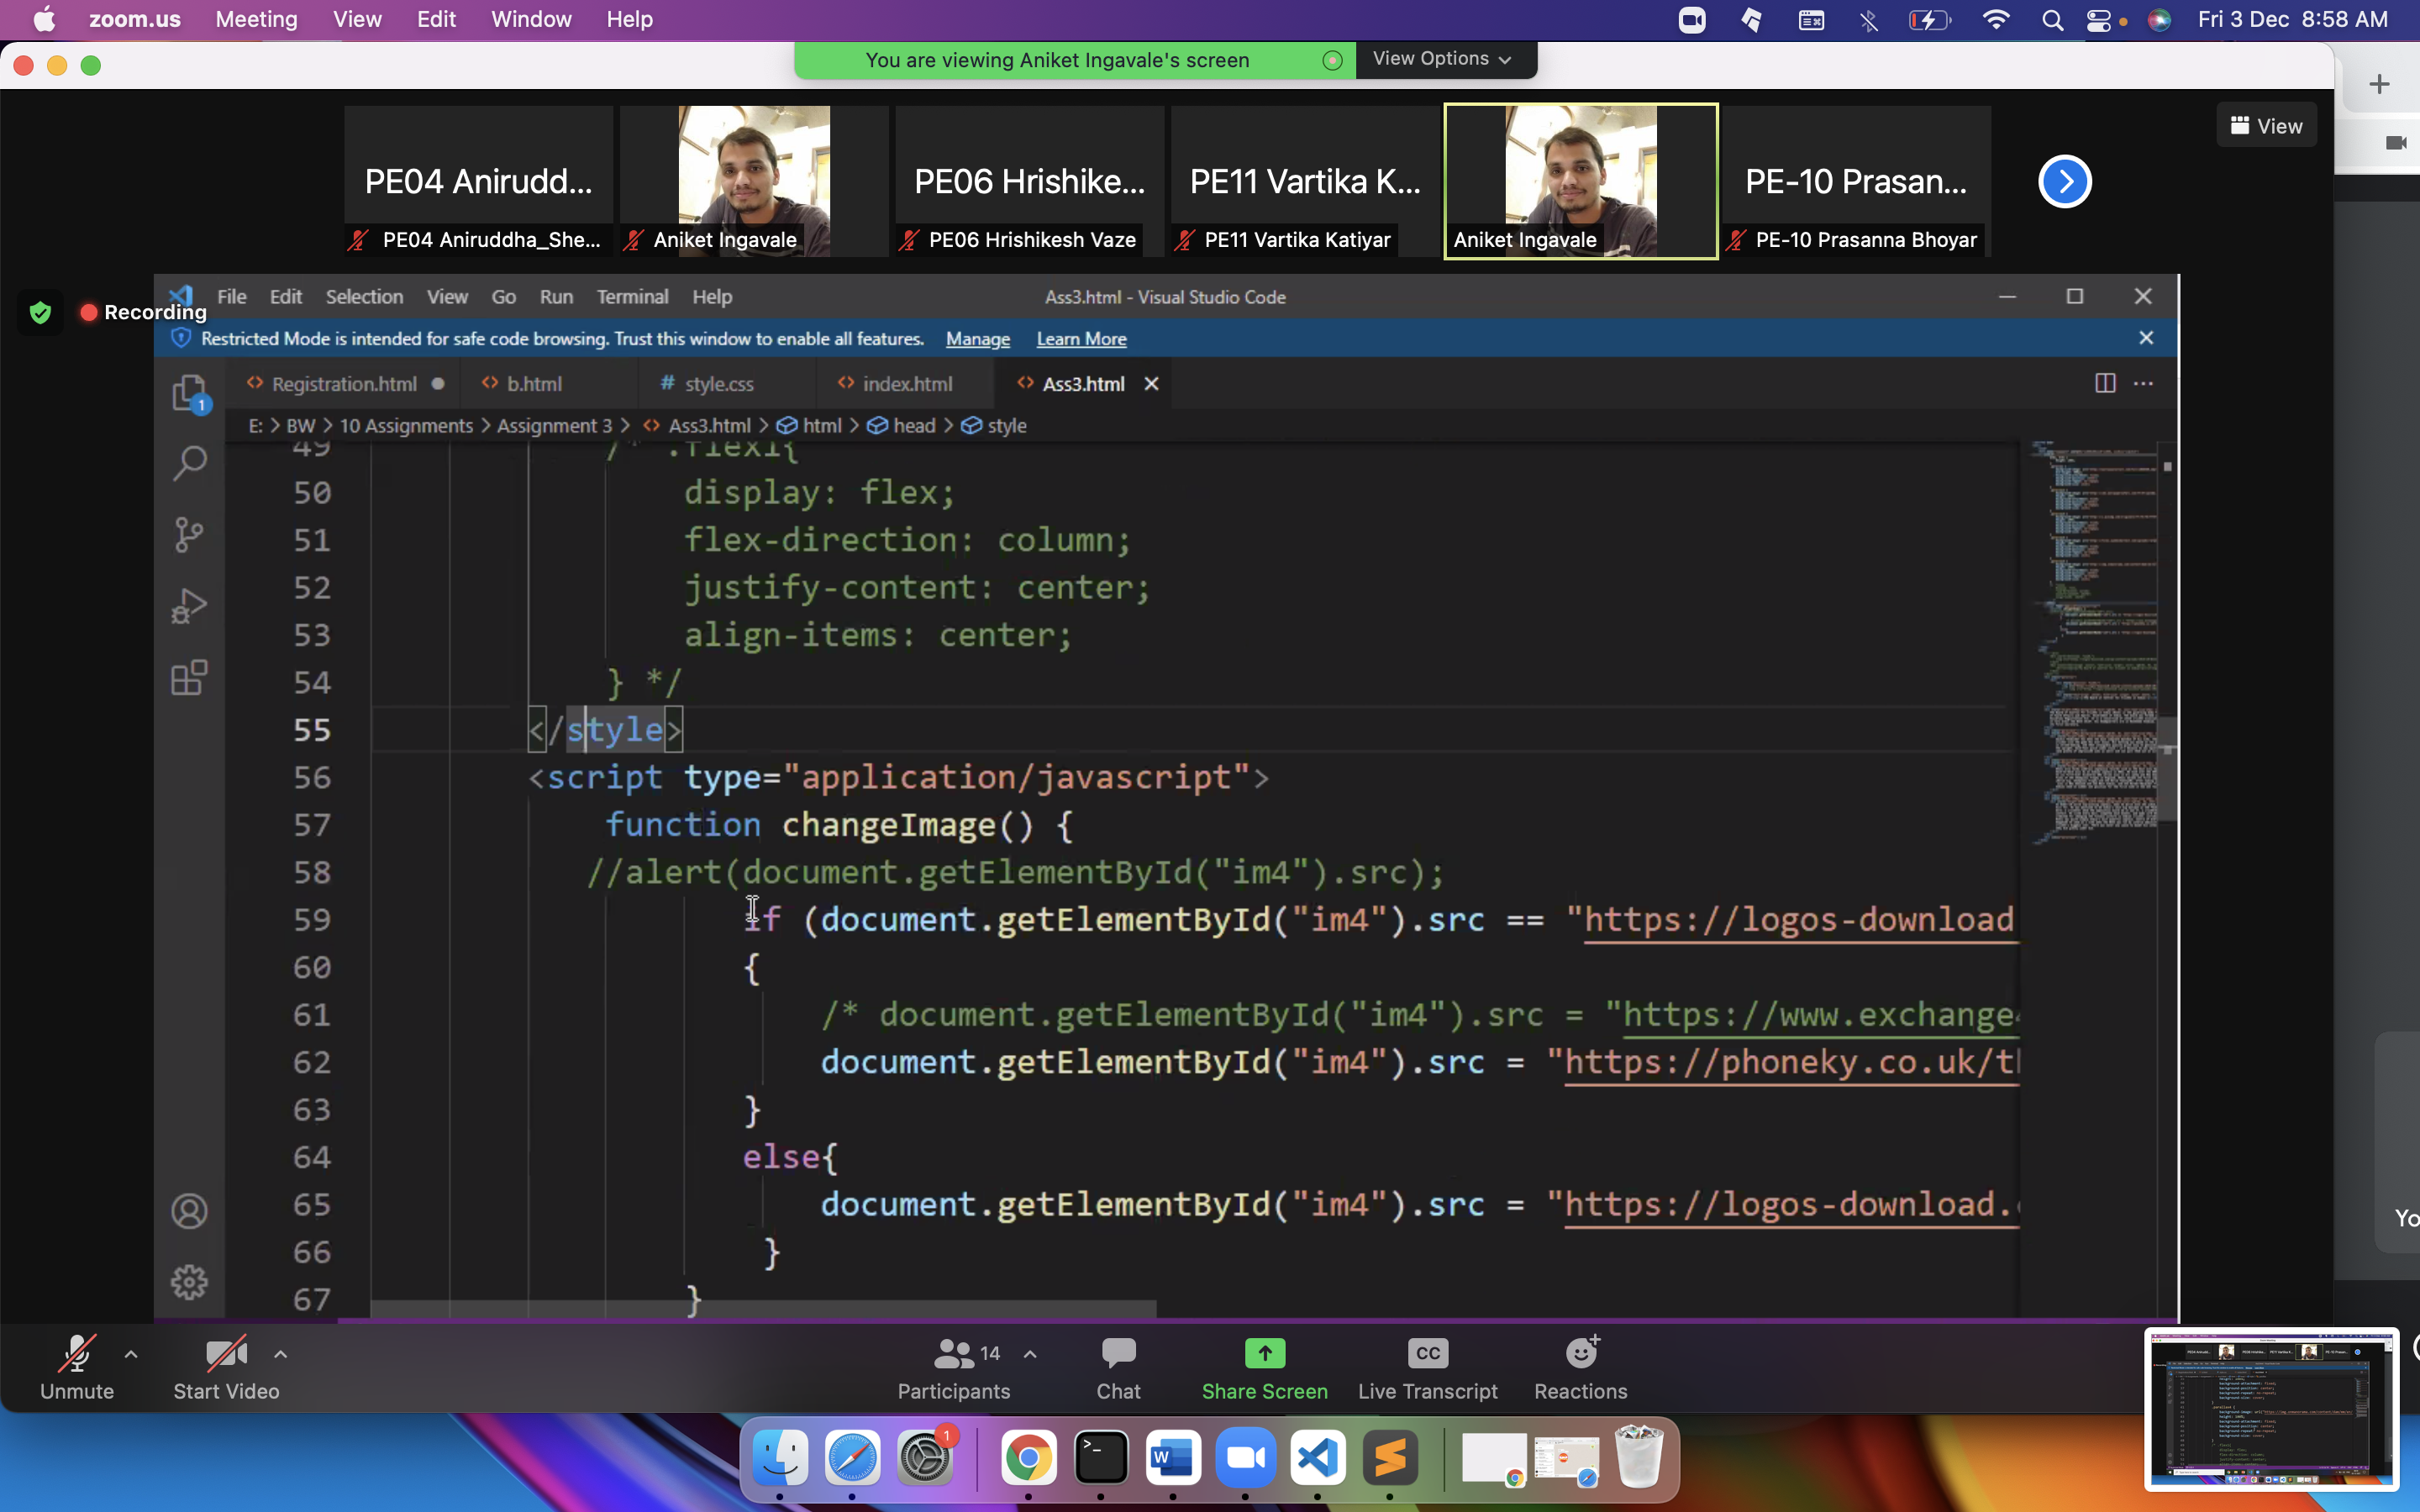 zoom.us Meeting View Edit Window Help Fri 3 Dec 8:58 AM
You are viewing Aniket Ingavale's screen View Options
View
PE04 Anirudd... PE06 Hrishike... PE11 Vartika K... PE-10 Prasan...
PE04 Aniruddha_She... Aniket Ingavale PE06 Hrishikesh Vaze PE11 Vartika Katiyar Aniket Ingavale PE-10 Prasanna Bhoyar
File Edit Selection View Go Run Terminal Help Ass3.html - Visual Studio Code
Recording
Restricted Mode is intended for safe code browsing. Trust this window to enable all features. Manage Learn More
Registration.html b.html # style.css index.html Ass3.html
1
E: > BW > 10 Assignments > Assignment 3 > Ass3.html > html > head > style
49 /* .flex1{
50 display: flex;
51 flex-direction: column;
52 justify-content: center;
53 align-items: center;
54 } */
55 </style>
56 <script type="application/javascript">
57 function changeImage() {
58 //alert(document.getElementById("im4").src);
59 if (document.getElementById("im4").src == "https://logos-download
60 {
61 /* document.getElementById("im4").src = "https://www.exchange
62 document.getElementById("im4").src = "https://phoneky.co.uk/t
63 }
64 else{
65 document.getElementById("im4").src = "https://logos-download.
66 }
67 }
Yo
14
CC
Unmute Start Video Participants Chat Share Screen Live Transcript Reactions
1